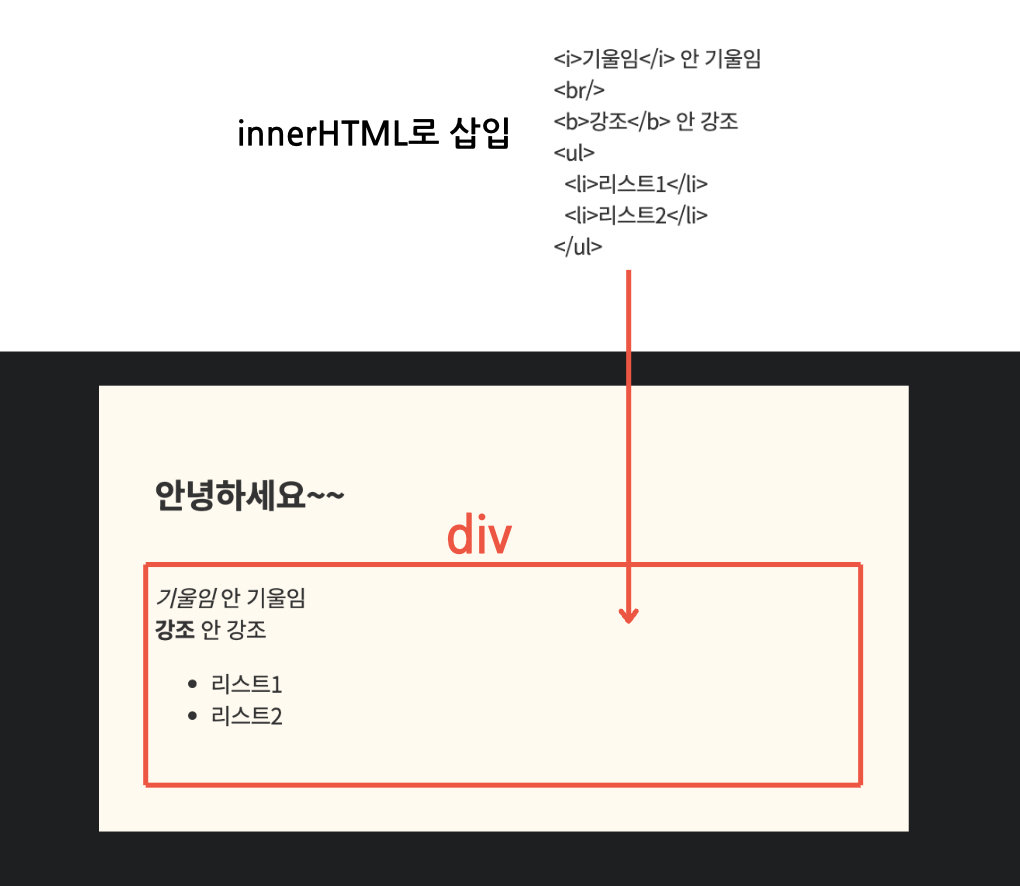 innerHTML로 삽입
<i>기울임</i> 안 기울임
<br/>
<b>강조</b> 안 강조
<ul>
<li>리스트1</li>
<li>리스트2</li>
</ul>
안녕하세요~~
div
기울임 안 기울임
강조 안 강조
• 리스트1
• 리스트2